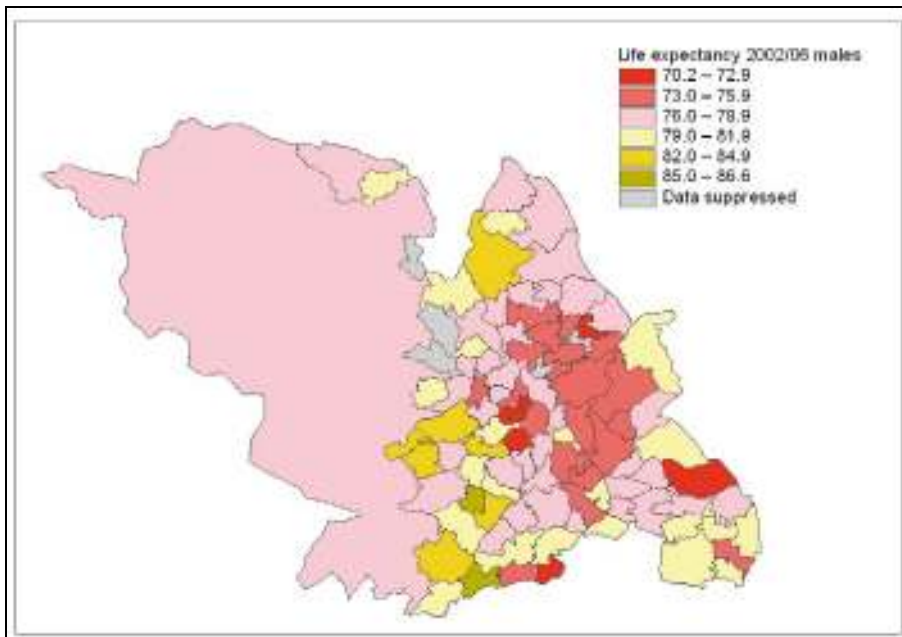 Life expectancy 2002/06 males
70.2 – 72.9
73.0 – 75.9
76.0 – 78.9
79.0 – 81.9
82.0 – 84.9
85.0 – 86.6
Data suppressed